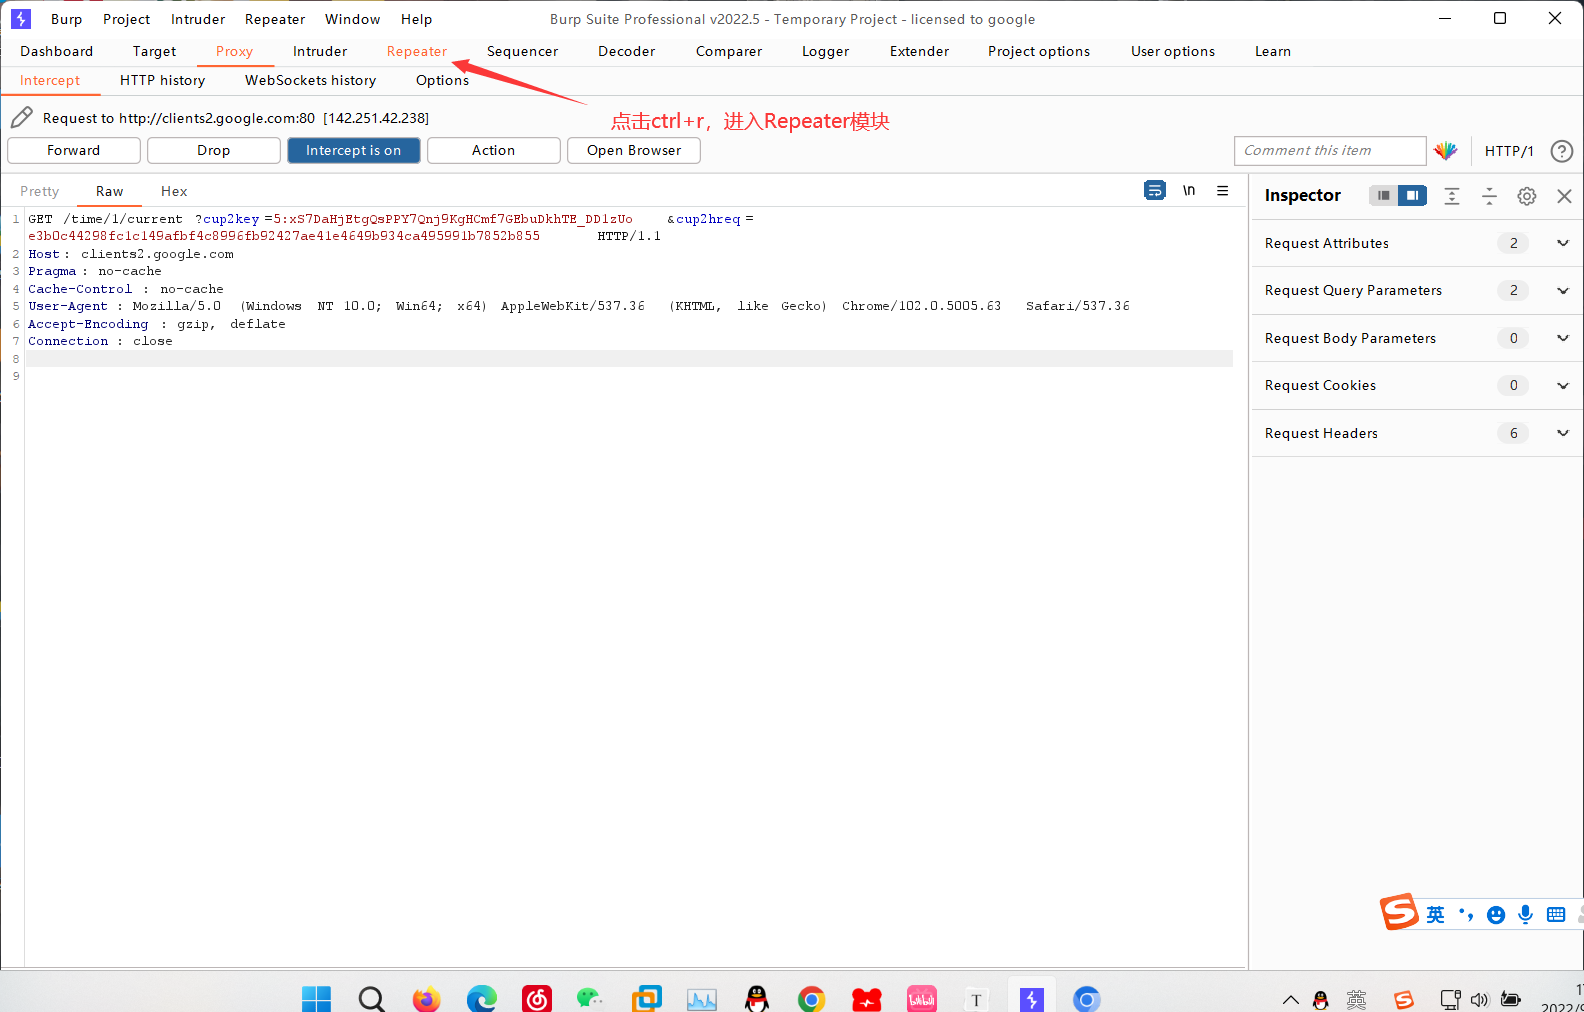 Burp Project Intruder Repeater Window Help Burp Suite Professional v2022.5 - Temporary Project - licensed to google
Dashboard Target Proxy Intruder Repeater Sequencer Decoder Comparer Logger Extender Project options User options Learn
Intercept HTTP history WebSockets history Options
点击ctrl+r，进入Repeater模块
Request to http://clients2.google.com:80 [142.251.42.238]
Forward Drop Intercept is on Action Open Browser Comment this item HTTP/1 ?
Pretty Raw Hex \n
Inspector
1 GET /time/1/current ?cup2key =5:xS7DaHjEtgQsPPY7Qnj9KgHCmf7GEbuDkhTE_DD1zUo &cup2hreq =
e3b0c44298fc1c149afbf4c8996fb92427ae41e4649b934ca495991b7852b855 HTTP/1.1
2 Host : clients2.google.com
3 Pragma : no-cache
4 Cache-Control : no-cache
5 User-Agent : Mozilla/5.0 (Windows NT 10.0; Win64; x64) AppleWebKit/537.36 (KHTML, like Gecko) Chrome/102.0.5005.63 Safari/537.36
6 Accept-Encoding : gzip, deflate
7 Connection : close
8
9
Request Attributes 2
Request Query Parameters 2
Request Body Parameters 0
Request Cookies 0
Request Headers 6
S 英
bilibili T 英 S
2022/9